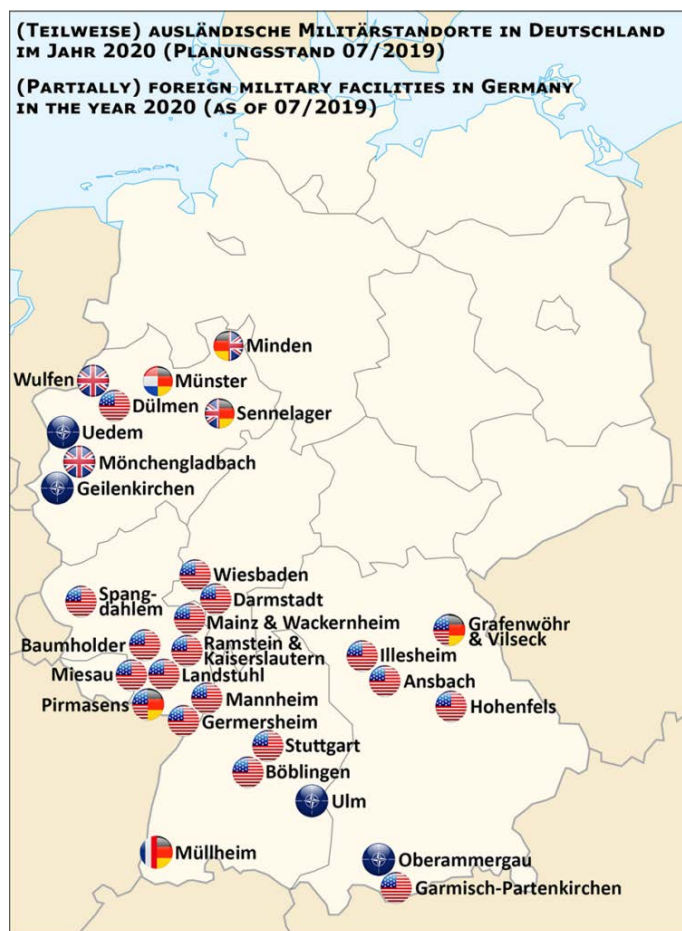 (TEILWEISE) AUSLÄNDISCHE MILITÄRSTANDORTE IN DEUTSCHLAND
IM JAHR 2020 (PLANUNGSSTAND 07/2019)
(PARTIALLY) FOREIGN MILITARY FACILITIES IN GERMANY
IN THE YEAR 2020 (AS OF 07/2019)
Minden
Wulfen
Münster
Dülmen
Sennelager
Uedem
Mönchengladbach
Geilenkirchen
Wiesbaden
Spang-
dahlem
Darmstadt
Mainz & Wackernheim
Grafenwöhr
& Vilseck
Baumholder
Ramstein &
Kaiserslautern
Illesheim
Miesau
Landstuhl
Ansbach
Pirmasens
Mannheim
Hohenfels
Germersheim
Stuttgart
Böblingen
Ulm
Müllheim
Oberammergau
Garmisch-Partenkirchen